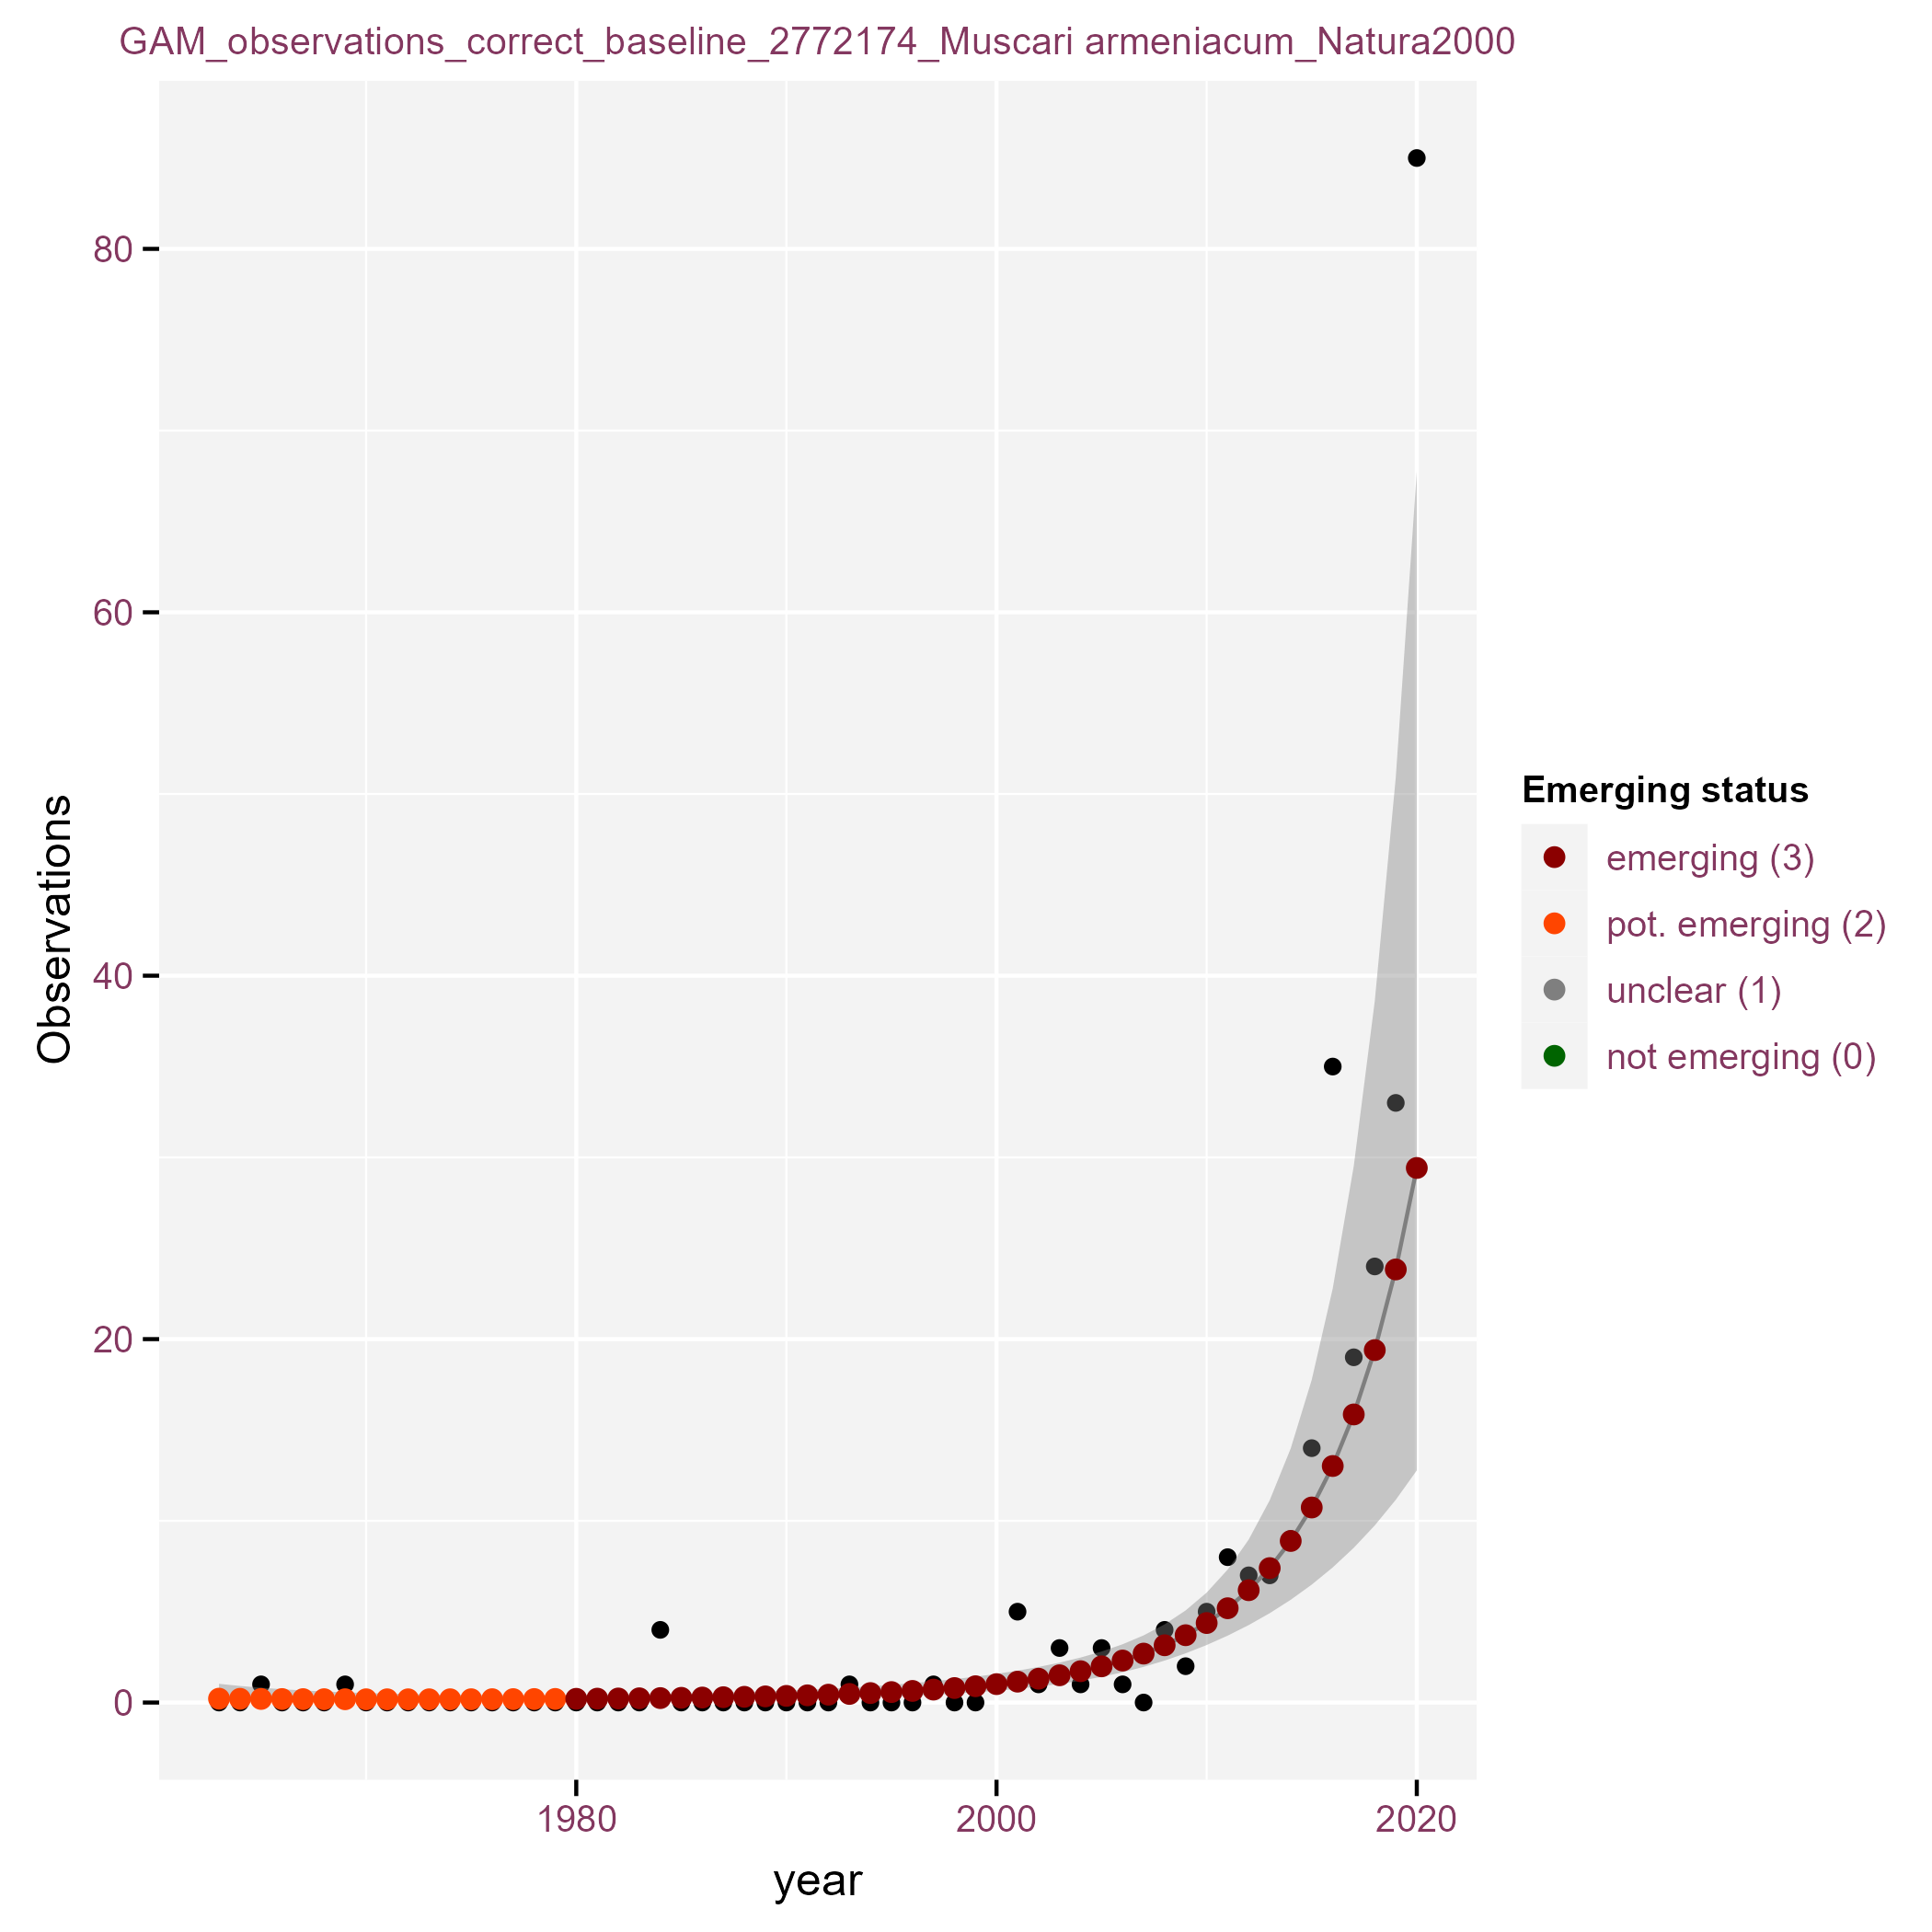 GAM_observations_correct_baseline_2772174_Muscari armeniacum_Natura2000
80
60
40
20
0
Observations
1980
2000
2020
year
Emerging status
emerging (3)
pot. emerging (2)
unclear (1)
not emerging (0)